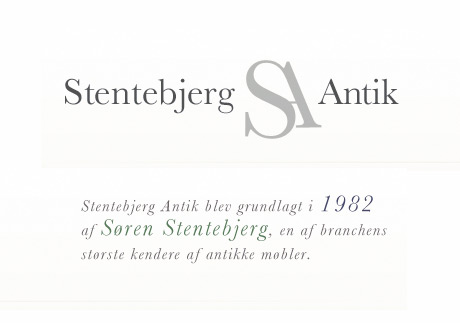 Stentebjerg SA Antik
Stentebjerg Antik blev grundlagt i 1982
af Søren Stentebjerg, en af branchens
største kendere af antikke møbler.